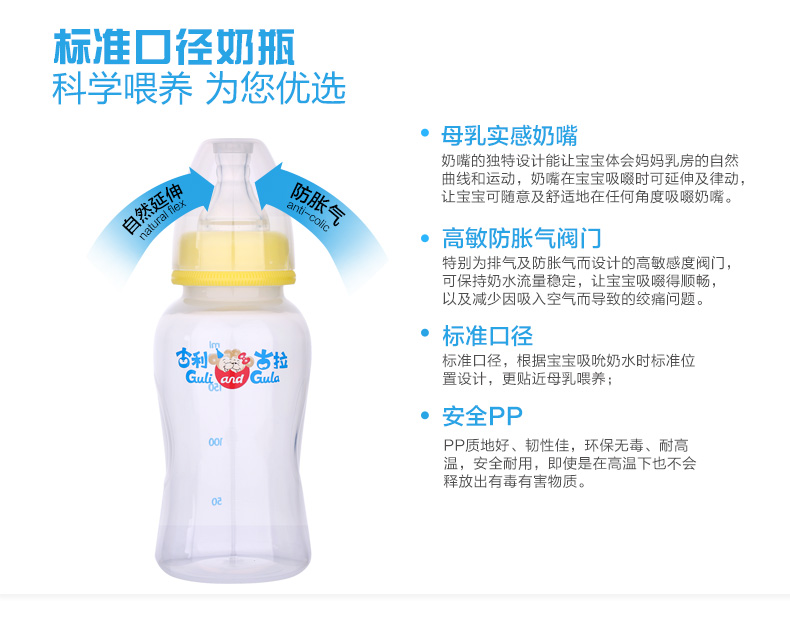 标准口径奶瓶
科学喂养 为您优选
自然延伸
natural flex
防胀气
anti-colic
ml
古利 古拉
Guli and Gula
150
100
50
母乳实感奶嘴
奶嘴的独特设计能让宝宝体会妈妈乳房的自然
曲线和运动，奶嘴在宝宝吸啜时可延伸及律动，
让宝宝可随意及舒适地在任何角度吸啜奶嘴。
高敏防胀气阀门
特别为排气及防胀气而设计的高敏感度阀门，
可保持奶水流量稳定，让宝宝吸啜得顺畅，
以及减少因吸入空气而导致的绞痛问题。
标准口径
标准口径，根据宝宝吸吮奶水时标准位
置设计，更贴近母乳喂养；
安全PP
PP质地好、韧性佳，环保无毒、耐高
温，安全耐用，即使是在高温下也不会
释放出有毒有害物质。